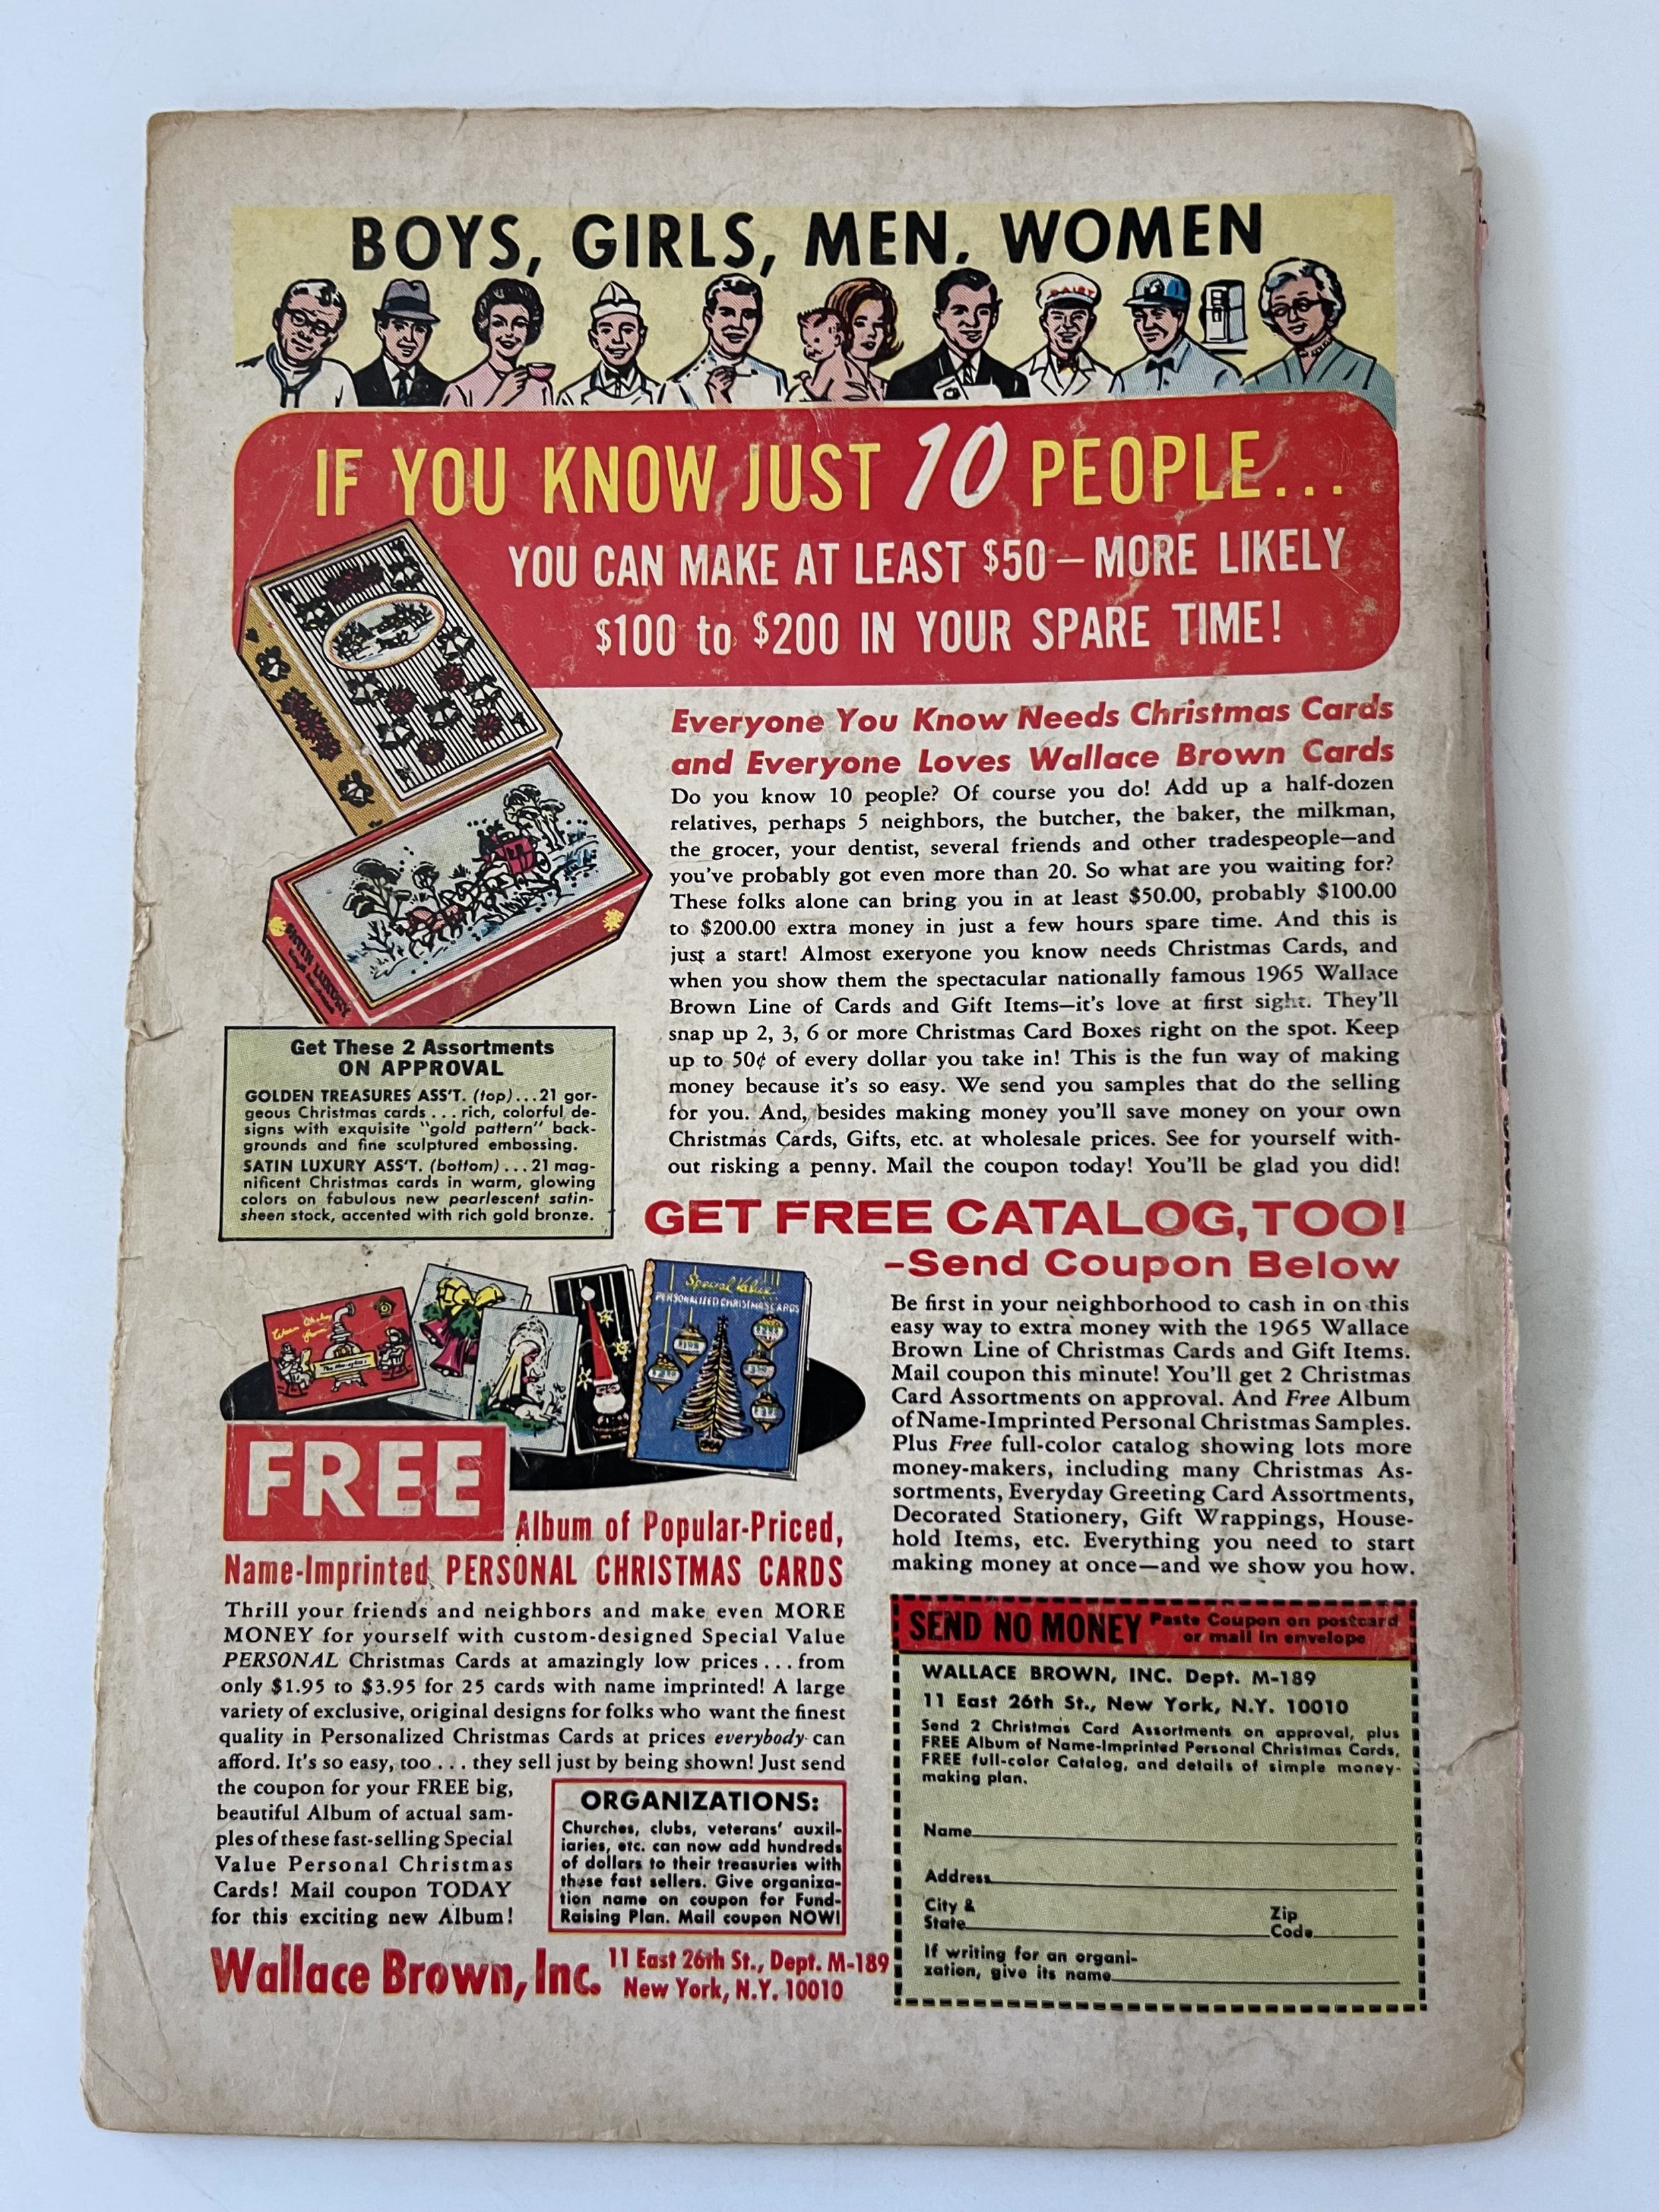 BOYS, GIRLS, MEN, WOMEN
DAISY
IF YOU KNOW JUST 10 PEOPLE...
YOU CAN MAKE AT LEAST $50 – MORE LIKELY
$100 to $200 IN YOUR SPARE TIME!
SATIN LUXURY
Everyone You Know Needs Christmas Cards
and Everyone Loves Wallace Brown Cards
Do you know 10 people? Of course you do! Add up a half-dozen
relatives, perhaps 5 neighbors, the butcher, the baker, the milkman,
the grocer, your dentist, several friends and other tradespeople—and
you've probably got even more than 20. So what are you waiting for?
These folks alone can bring you in at least $50.00, probably $100.00
to $200.00 extra money in just a few hours spare time. And this is
just a start! Almost exeryone you know needs Christmas Cards, and
when you show them the spectacular nationally famous 1965 Wallace
Brown Line of Cards and Gift Items—it's love at first sight. They'll
snap up 2, 3, 6 or more Christmas Card Boxes right on the spot. Keep
up to 50¢ of every dollar you take in! This is the fun way of making
money because it's so easy. We send you samples that do the selling
for you. And, besides making money you'll save money on your own
Christmas Cards, Gifts, etc. at wholesale prices. See for yourself with-
out risking a penny. Mail the coupon today! You'll be glad you did!
Get These 2 Assortments
ON APPROVAL
GOLDEN TREASURES ASS'T. (top)...21 gor-
geous Christmas cards ... rich, colorful de-
signs with exquisite "gold pattern" back-
grounds and fine sculptured embossing.
SATIN LUXURY ASS'T. (bottom) ... 21 mag-
nificent Christmas cards in warm, glowing
colors on fabulous new pearlescent satin-
sheen stock, accented with rich gold bronze.
GET FREE CATALOG, TOO!
–Send Coupon Below
Be first in your neighborhood to cash in on this
easy way to extra money with the 1965 Wallace
Brown Line of Christmas Cards and Gift Items.
Mail coupon this minute! You'll get 2 Christmas
Card Assortments on approval. And Free Album
of Name-Imprinted Personal Christmas Samples.
Plus Free full-color catalog showing lots more
money-makers, including many Christmas As-
sortments, Everyday Greeting Card Assortments,
Decorated Stationery, Gift Wrappings, House-
hold Items, etc. Everything you need to start
making money at once—and we show you how.
Special Value
PERSONALIZED CHRISTMAS CARDS
FREE
Album of Popular-Priced,
Name-Imprinted PERSONAL CHRISTMAS CARDS
Thrill your friends and neighbors and make even MORE
MONEY for yourself with custom-designed Special Value
PERSONAL Christmas Cards at amazingly low prices ... from
only $1.95 to $3.95 for 25 cards with name imprinted! A large
variety of exclusive, original designs for folks who want the finest
quality in Personalized Christmas Cards at prices everybody can
afford. It's so easy, too ... they sell just by being shown! Just send
the coupon for your FREE big,
beautiful Album of actual sam-
ples of these fast-selling Special
Value Personal Christmas
Cards! Mail coupon TODAY
for this exciting new Album!
ORGANIZATIONS:
Churches, clubs, veterans' auxil-
iaries, etc. can now add hundreds
of dollars to their treasuries with
these fast sellers. Give organiza-
tion name on coupon for Fund-
Raising Plan. Mail coupon NOW!
Wallace Brown, Inc. 11 East 26th St., Dept. M-189
New York, N.Y. 10010
SEND NO MONEY Paste Coupon on postcard
or mail in envelope
WALLACE BROWN, INC. Dept. M-189
11 East 26th St., New York, N.Y. 10010
Send 2 Christmas Card Assortments on approval, plus
FREE Album of Name-Imprinted Personal Christmas Cards,
FREE full-color Catalog, and details of simple money-
making plan.
Name
Address
City &
State
Zip
Code
If writing for an organi-
zation, give its name